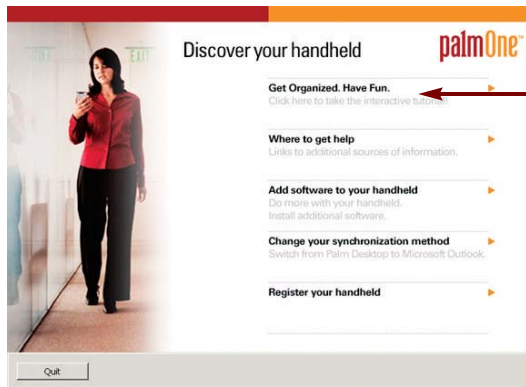 Discover your handheld
palmOne™
Get Organized. Have Fun.
Click here to take the interactive tutorial!
Where to get help
Links to additional sources of information.
Add software to your handheld
Do more with your handheld.
Install additional software.
Change your synchronization method
Switch from Palm Desktop to Microsoft Outlook.
Register your handheld
Quit